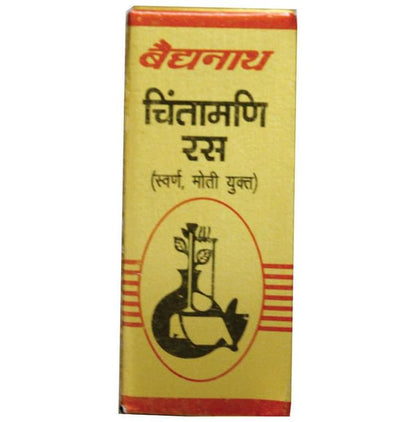 बैद्यनाथ
चिंतामणि
रस
(स्वर्ण, मोती युक्त)